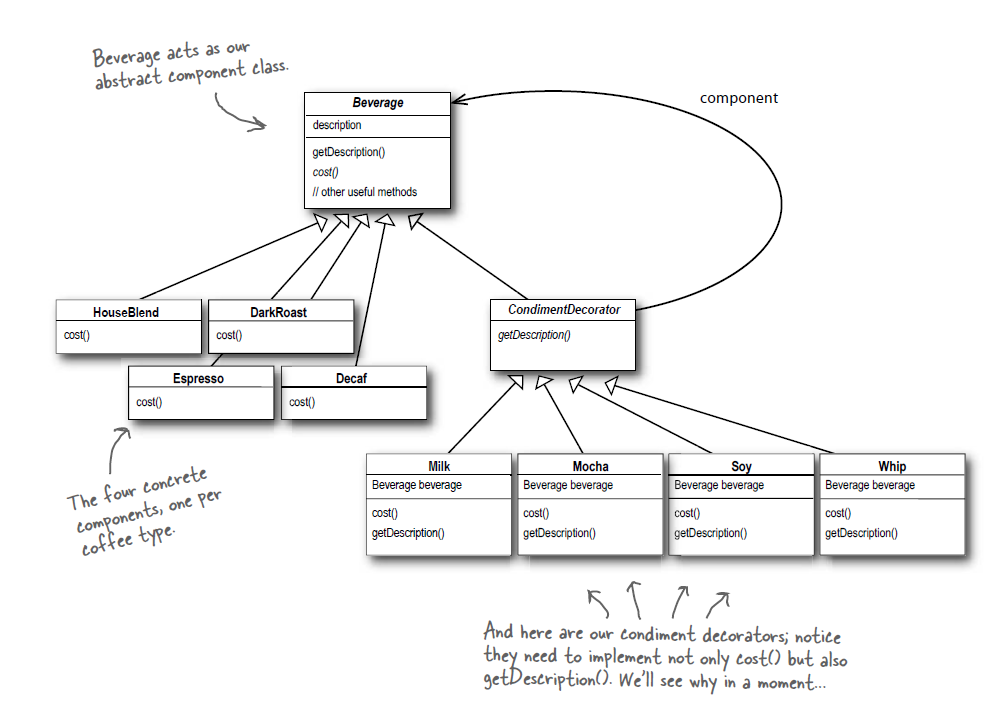 Beverage acts as our
abstract component class.
component
Beverage
description
getDescription()
cost()
// other useful methods
HouseBlend
cost()
DarkRoast
cost()
CondimentDecorator
getDescription()
Espresso
cost()
Decaf
cost()
The four concrete
components, one per
coffee type.
Milk
Beverage beverage
cost()
getDescription()
Mocha
Beverage beverage
cost()
getDescription()
Soy
Beverage beverage
cost()
getDescription()
Whip
Beverage beverage
cost()
getDescription()
And here are our condiment decorators; notice
they need to implement not only cost() but also
getDescription(). We'll see why in a moment...